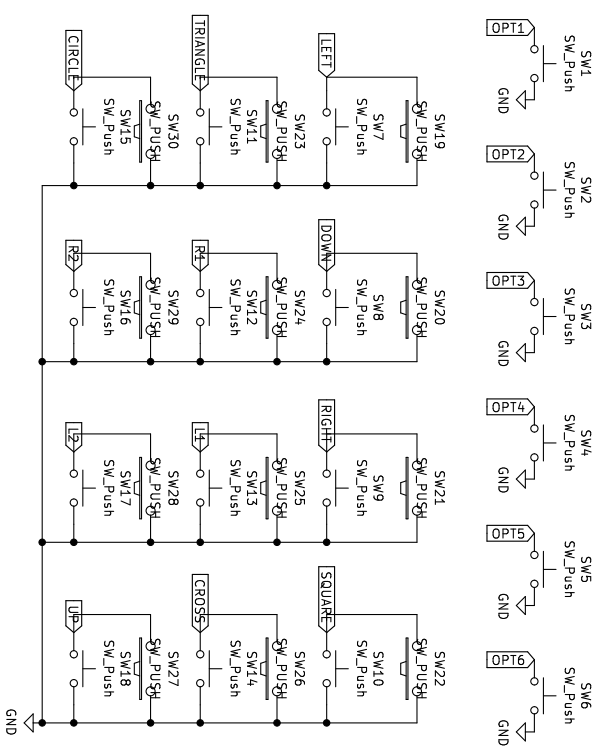 SW1
SW_Push
OPT1
GND
SW2
SW_Push
OPT2
GND
SW3
SW_Push
OPT3
GND
SW4
SW_Push
OPT4
GND
SW5
SW_Push
OPT5
GND
SW6
SW_Push
OPT6
GND
SW19
SW_PUSH
LEFT
SW7
SW_Push
SW20
SW_PUSH
DOWN
SW8
SW_Push
SW21
SW_PUSH
RIGHT
SW9
SW_Push
SW22
SW_PUSH
SQUARE
SW10
SW_Push
SW23
SW_PUSH
TRIANGLE
SW11
SW_Push
SW24
SW_PUSH
R1
SW12
SW_Push
SW25
SW_PUSH
L1
SW13
SW_Push
SW26
SW_PUSH
CROSS
SW14
SW_Push
SW30
SW_PUSH
CIRCLE
SW15
SW_Push
SW29
SW_PUSH
R2
SW16
SW_Push
SW28
SW_PUSH
L2
SW17
SW_Push
SW27
SW_PUSH
UP
SW18
SW_Push
GND